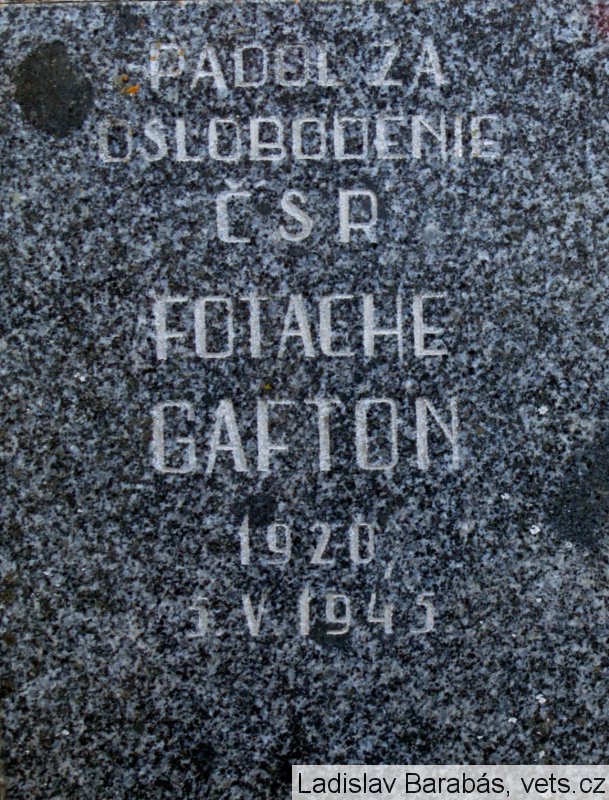 PADOL ZA
OSLOBODENIE
ČSR
FOTACHE
GAFTON
1920,
5.V.1945
Ladislav Barabás, vets.cz